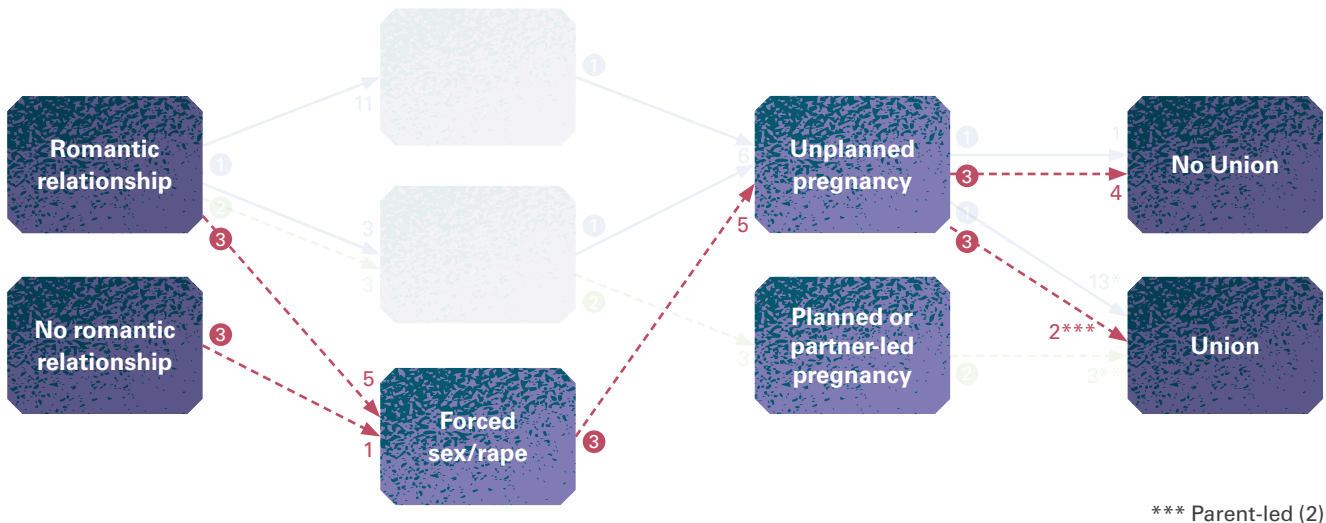 1
11
Romantic
relationship
1
2
3
3
3
1
2
6
Unplanned
pregnancy
1
3
1
4
No Union
3
5
13*
No romantic
relationship
3
5
1
Forced
sex/rape
3
3
Planned or
partner-led
pregnancy
2
2***
3**
Union
*** Parent-led (2)